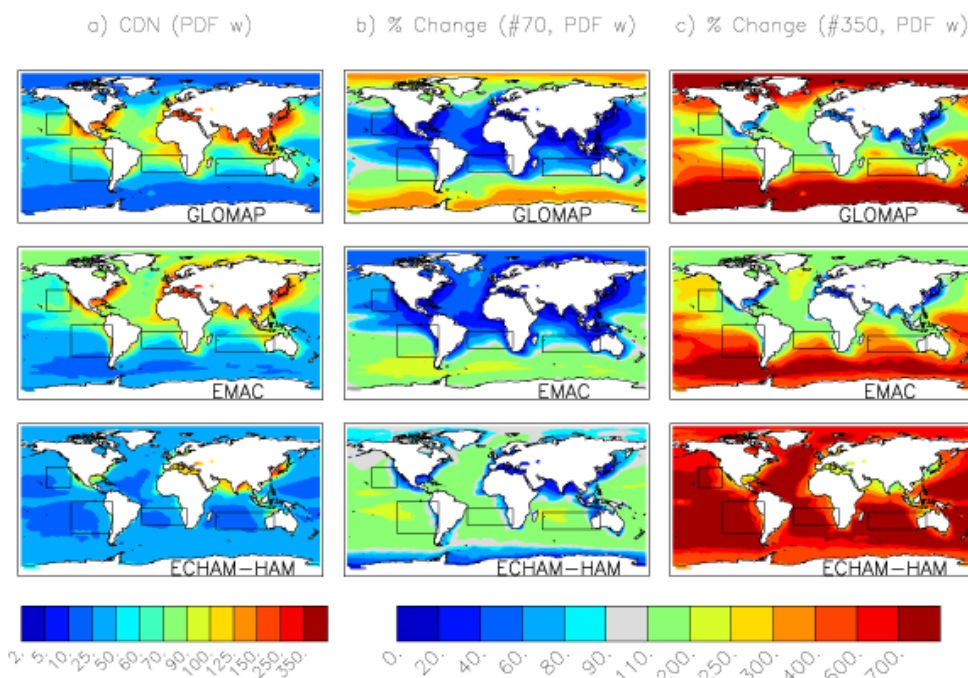 a) CDN (PDF w) b) % Change (#70, PDF w) c) % Change (#350, PDF w)
GLOMAP GLOMAP GLOMAP
EMAC EMAC EMAC
ECHAM-HAM ECHAM-HAM ECHAM-HAM
2. 5. 10. 25. 50. 60. 70. 90. 100. 125. 150. 250. 350. 0. 20. 40. 60. 80. 90. 110. 200. 250. 300. 400. 600. 700.